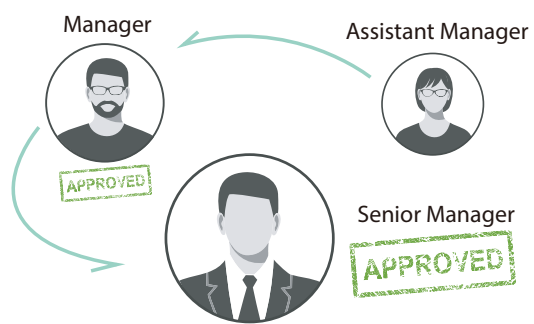 Manager
Assistant Manager
APPROVED
Senior Manager
APPROVED